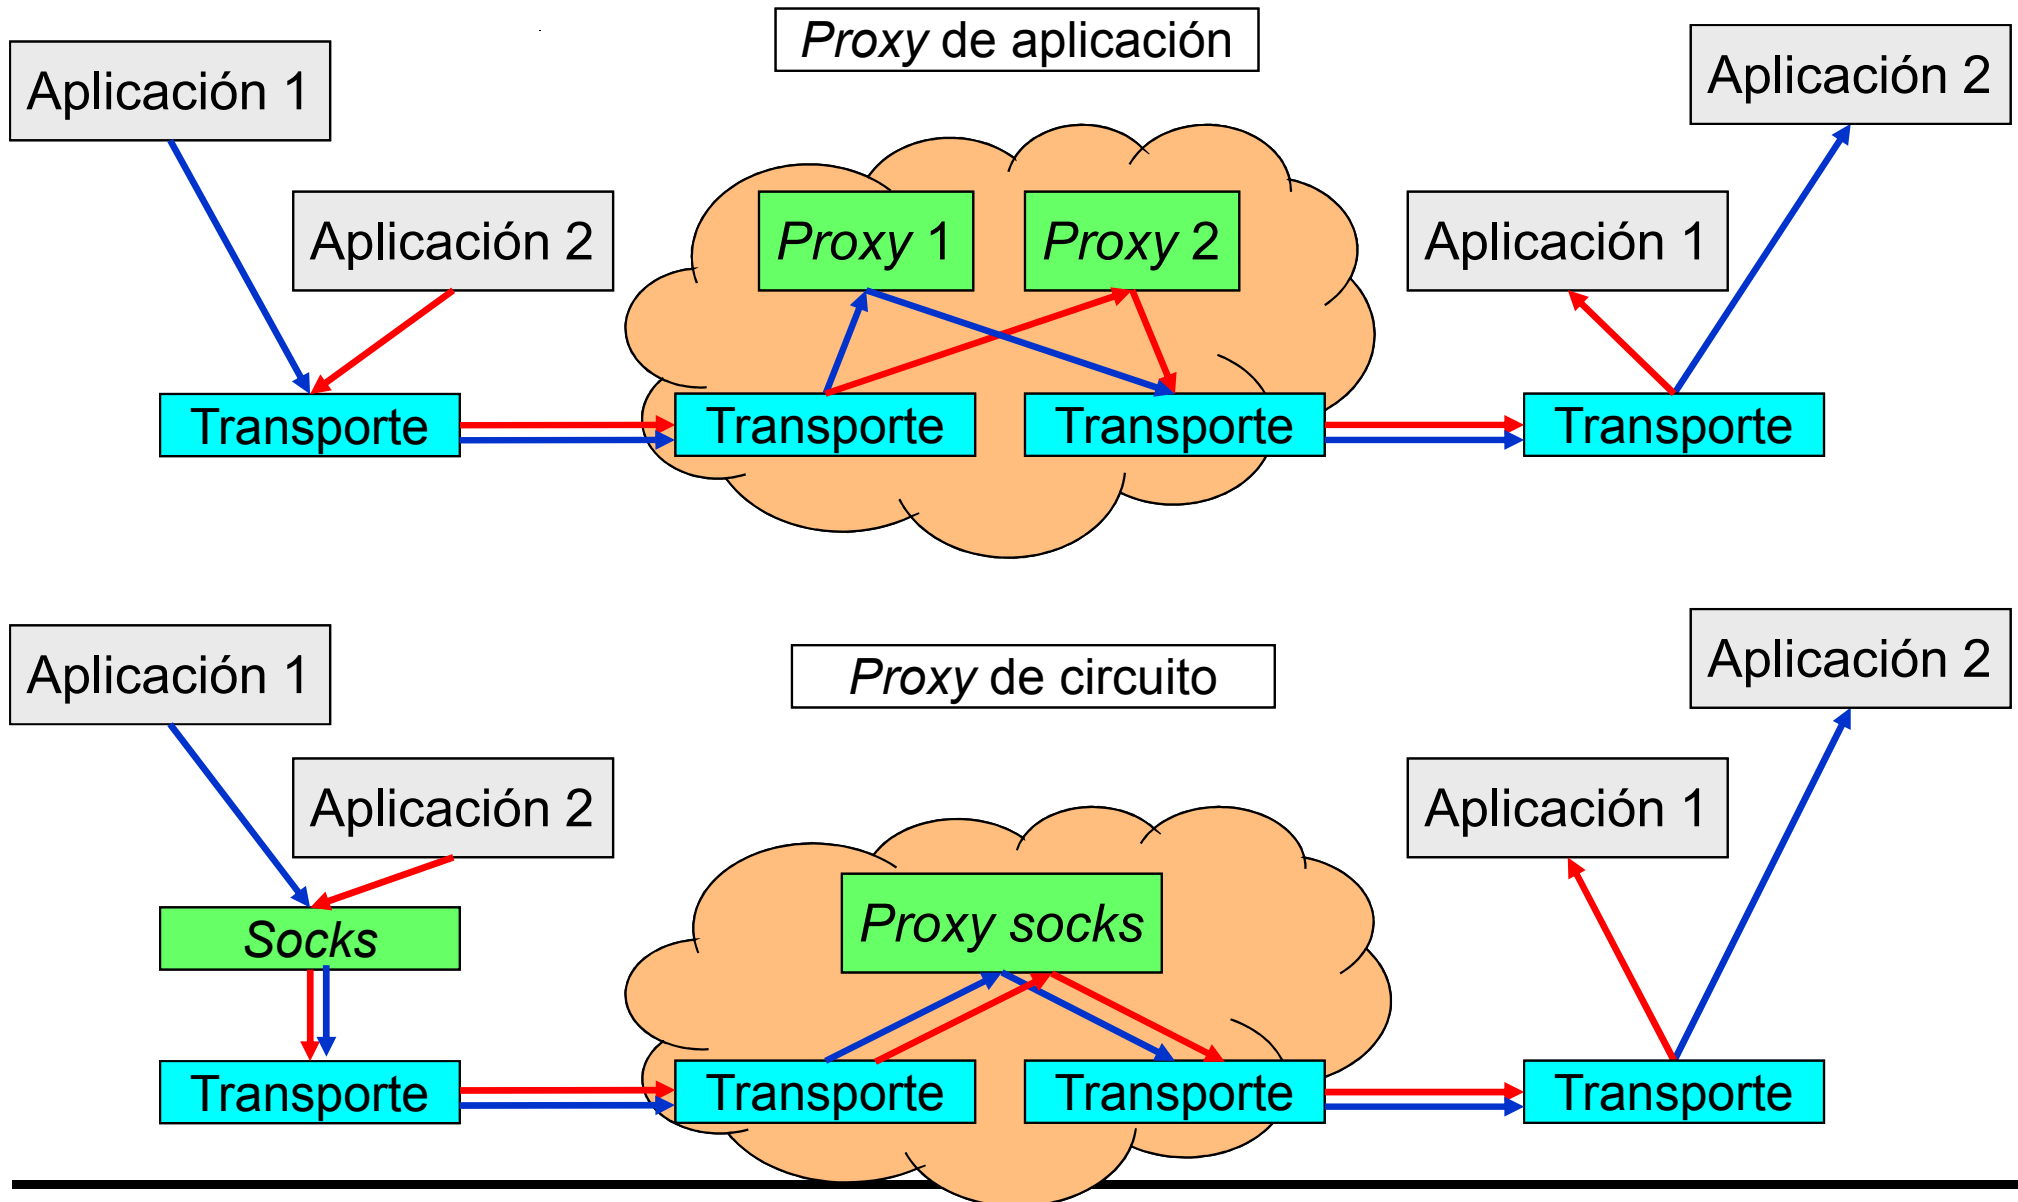 Proxy de aplicación
Aplicación 1
Aplicación 2
Aplicación 2
Proxy 1
Proxy 2
Aplicación 1
Transporte
Transporte
Transporte
Transporte
Proxy de circuito
Aplicación 1
Aplicación 2
Aplicación 2
Aplicación 1
Socks
Proxy socks
Transporte
Transporte
Transporte
Transporte